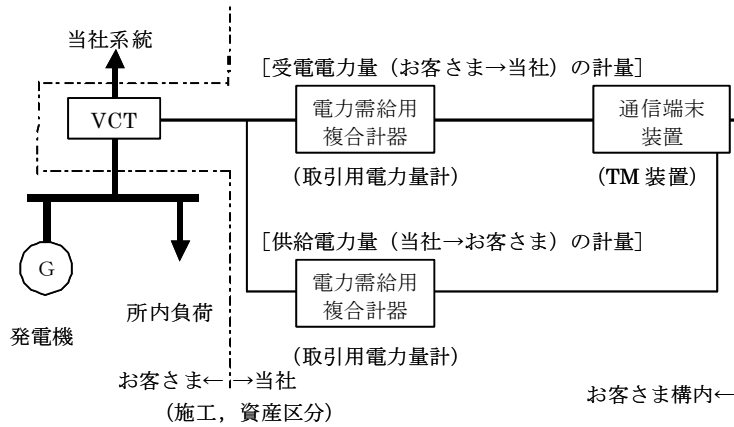 当社系統
［受電電力量（お客さま→当社）の計量］
VCT
電力需給用
複合計器
通信端末
装置
（取引用電力量計）
（TM 装置）
［供給電力量（当社→お客さま）の計量］
G
電力需給用
複合計器
所内負荷
発電機
（取引用電力量計）
お客さま←→当社
（施工，資産区分）
お客さま構内←